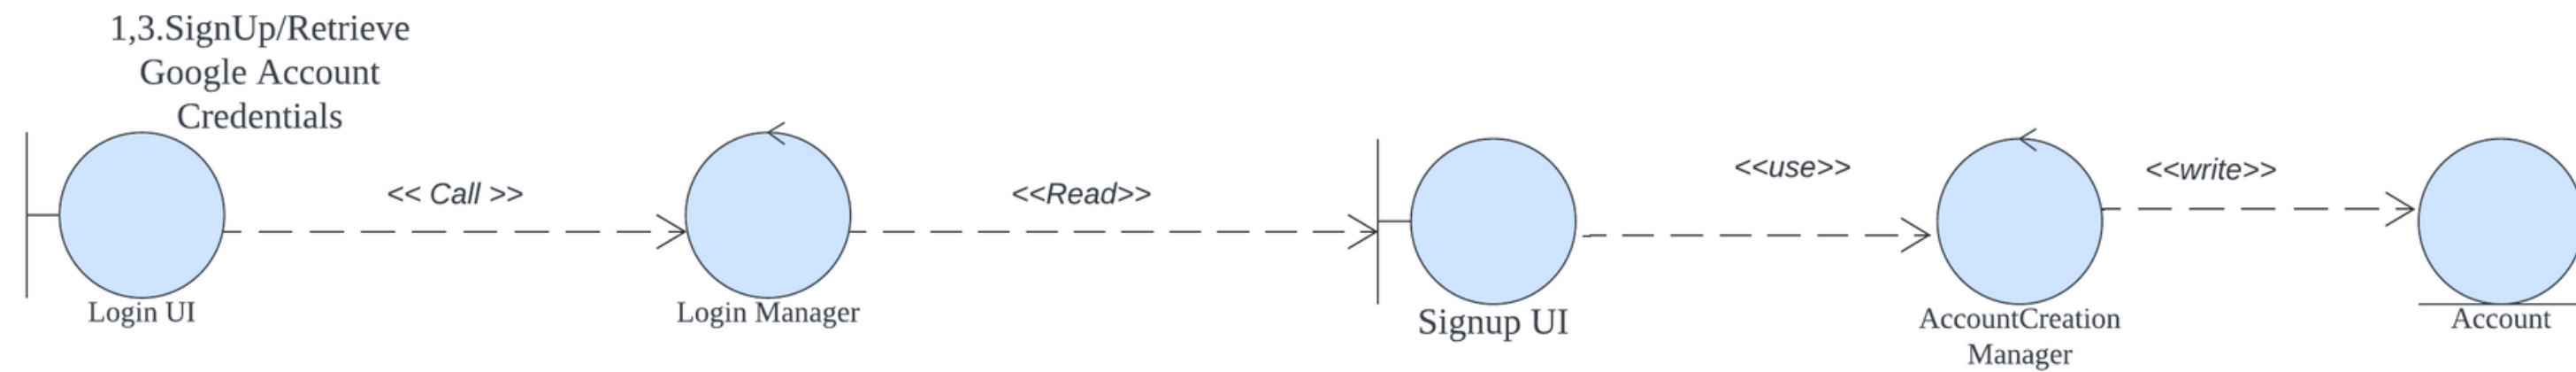 1,3.SignUp/Retrieve
Google Account
Credentials
<< Call >>
<<Read>>
<<use>>
<<write>>
Login UI
Login Manager
Signup UI
AccountCreation
Manager
Account